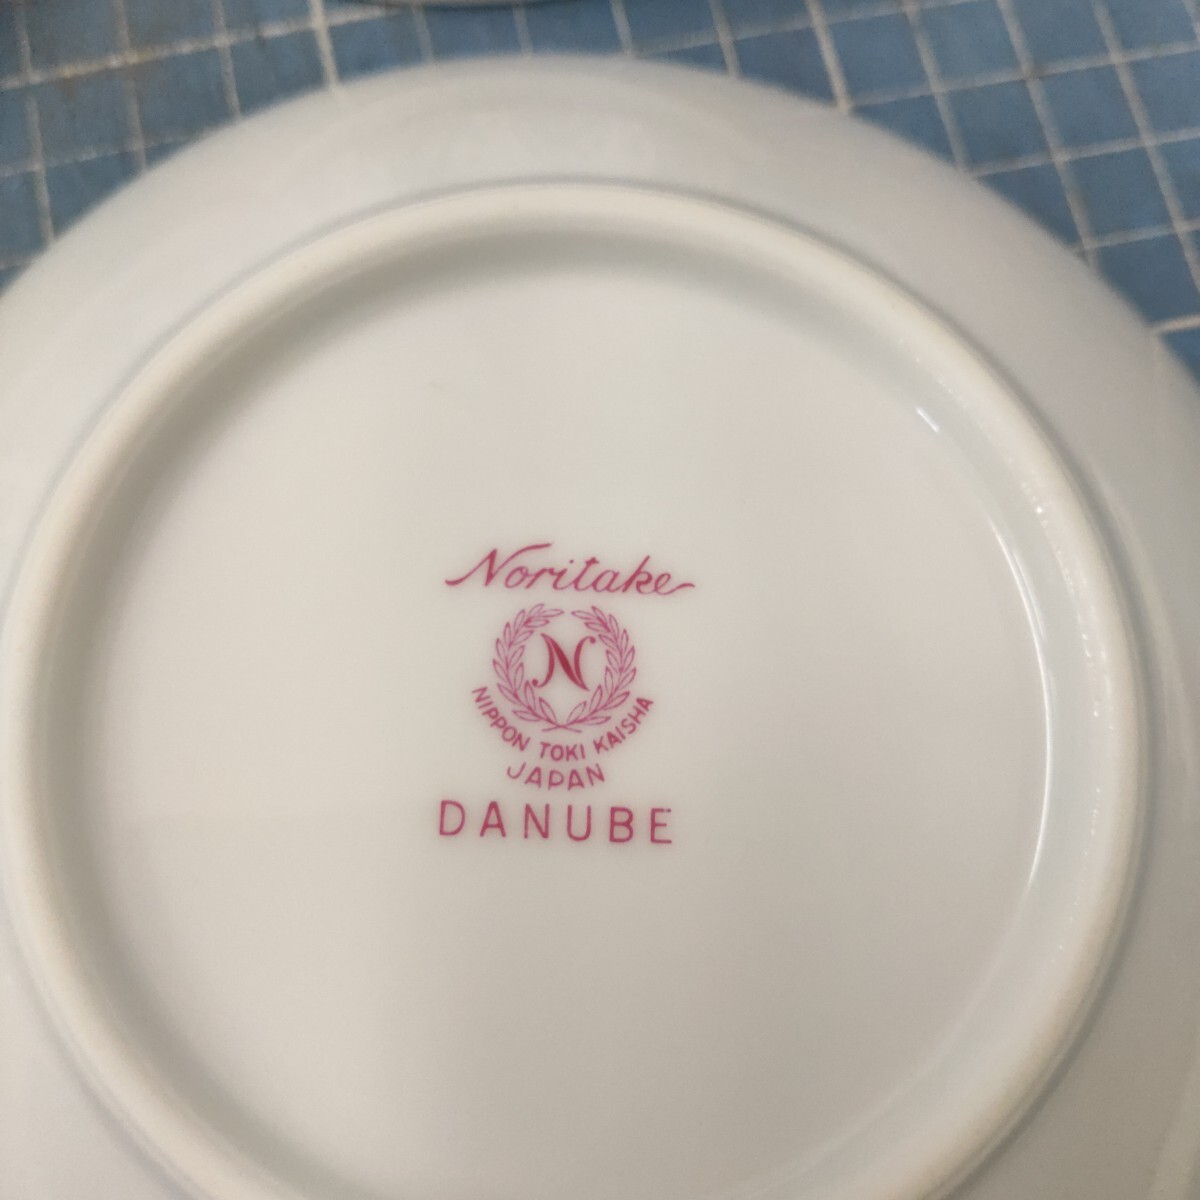 Noritake
N
NIPPON TOKI KAISHA
JAPAN
DANUBE